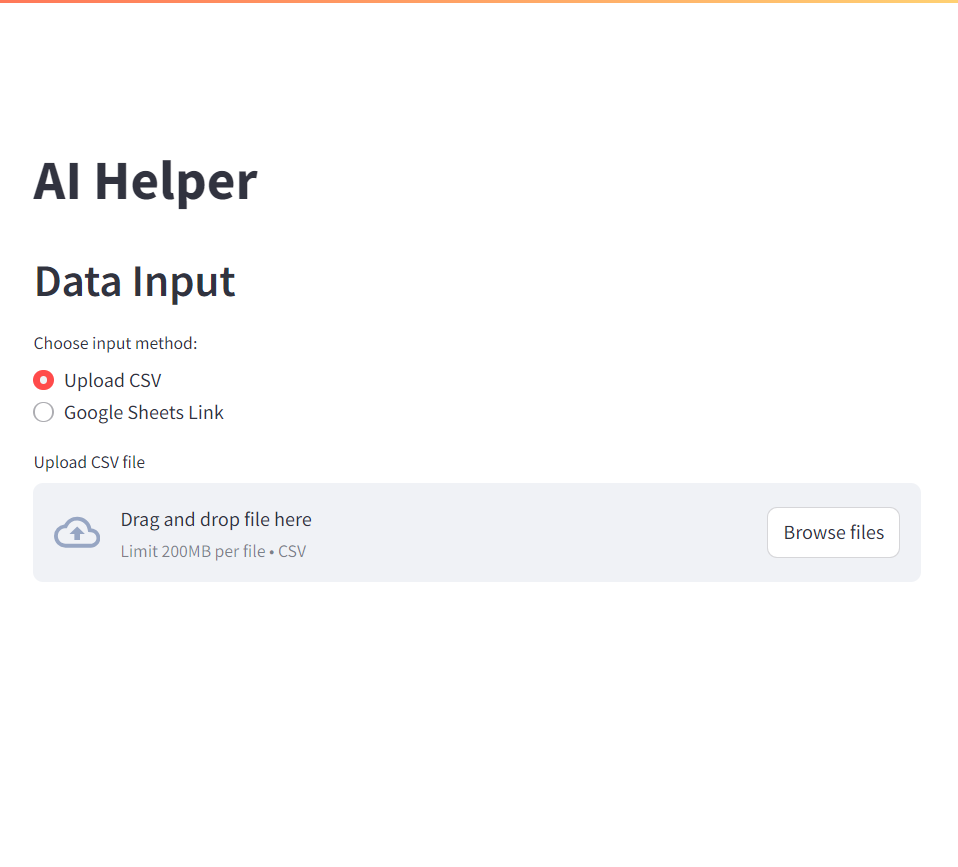 AI Helper
Data Input
Choose input method:
Upload CSV
Google Sheets Link
Upload CSV file
Drag and drop file here
Limit 200MB per file • CSV
Browse files